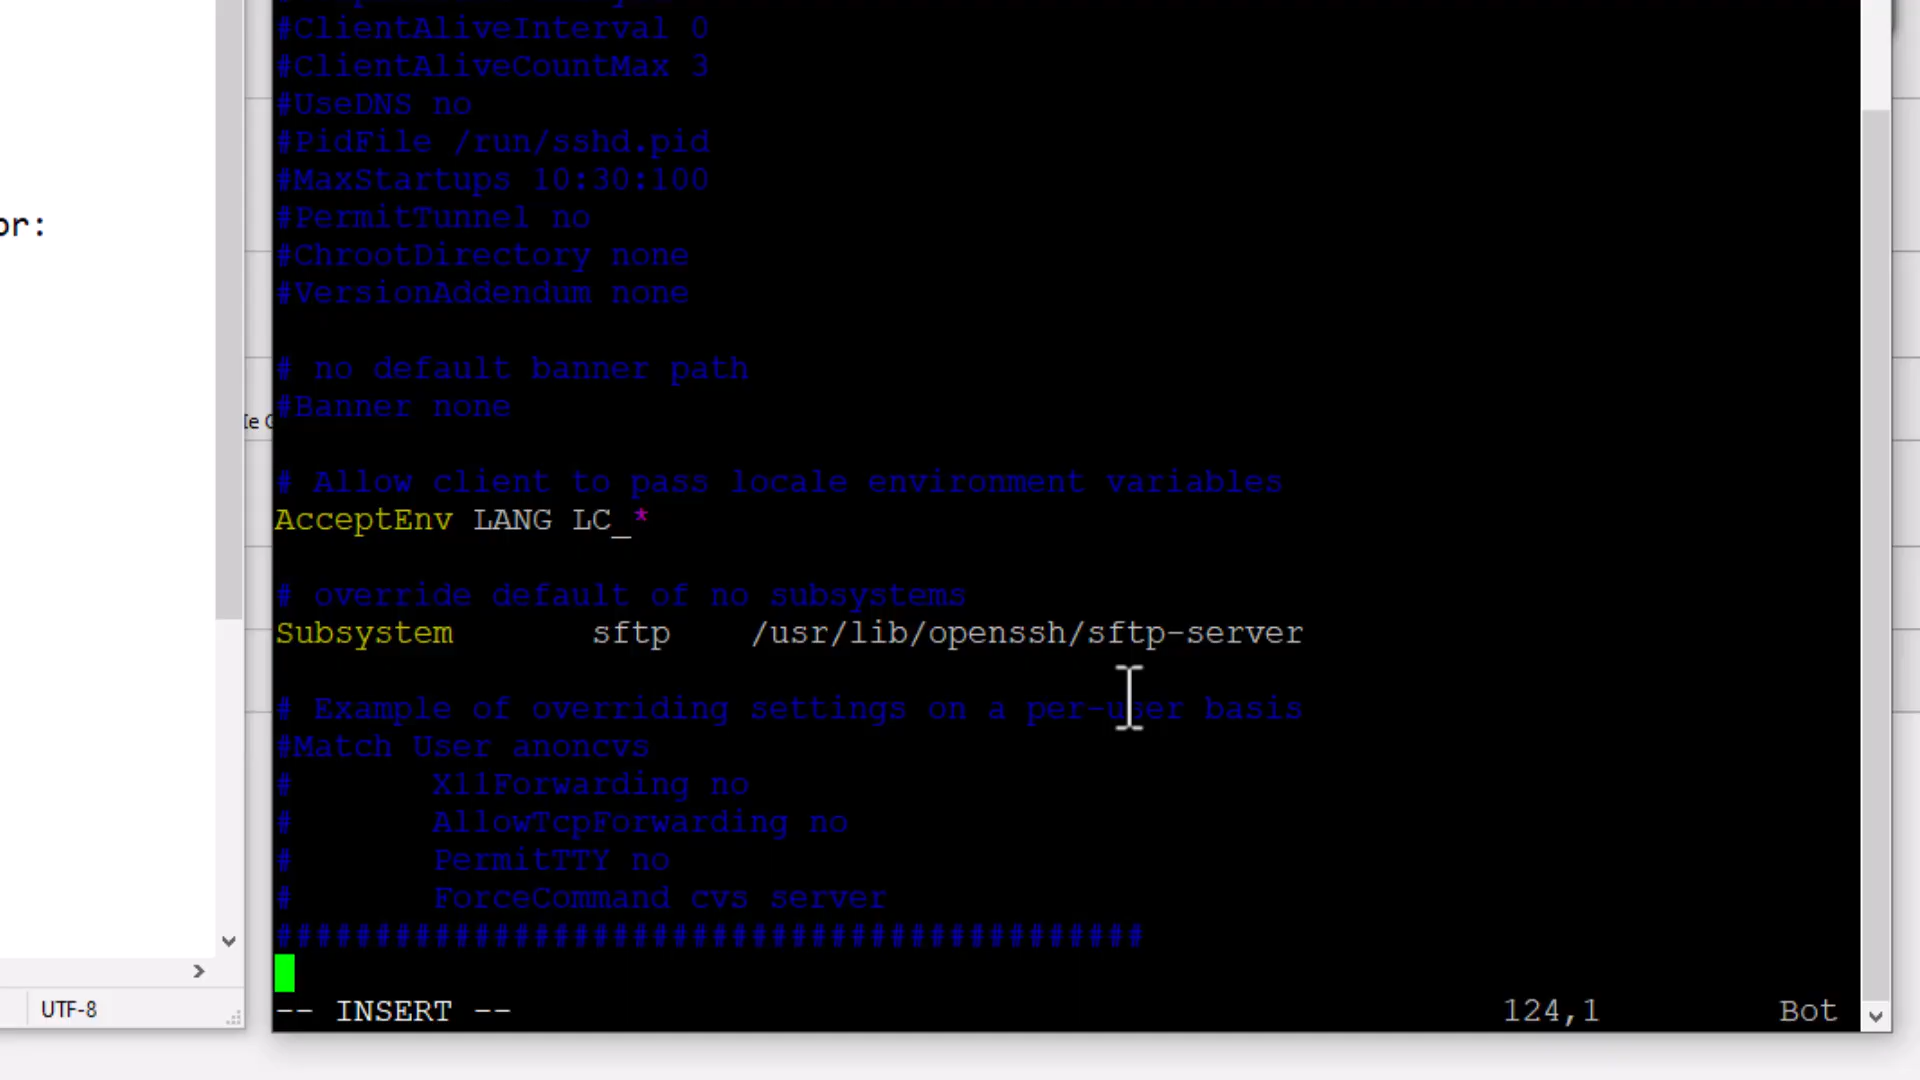 #ClientAliveInterval 0
#ClientAliveCountMax 3
#UseDNS no
#PidFile /run/sshd.pid
#MaxStartups 10:30:100
#PermitTunnel no
#ChrootDirectory none
#VersionAddendum none
# no default banner path
#Banner none
# Allow client to pass locale environment variables
AcceptEnv LANG LC_*
# override default of no subsystems
Subsystem sftp /usr/lib/openssh/sftp-server
# Example of overriding settings on a per-user basis
#Match User anoncvs
# X11Forwarding no
# AllowTcpForwarding no
# PermitTTY no
# ForceCommand cvs server
############################################
-- INSERT -- 124,1 Bot
or:
UTF-8